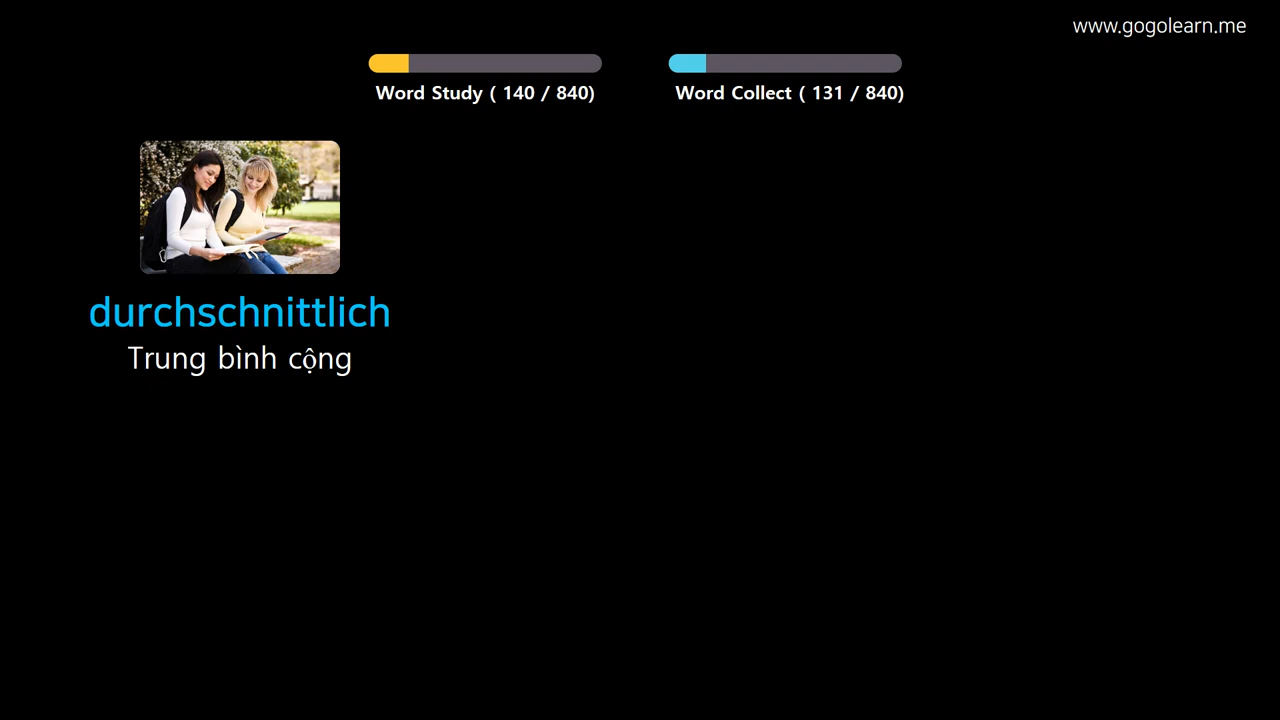 www.gogolearn.me
Word Study ( 140 / 840)
Word Collect ( 131 / 840)
durchschnittlich
Trung bình cộng